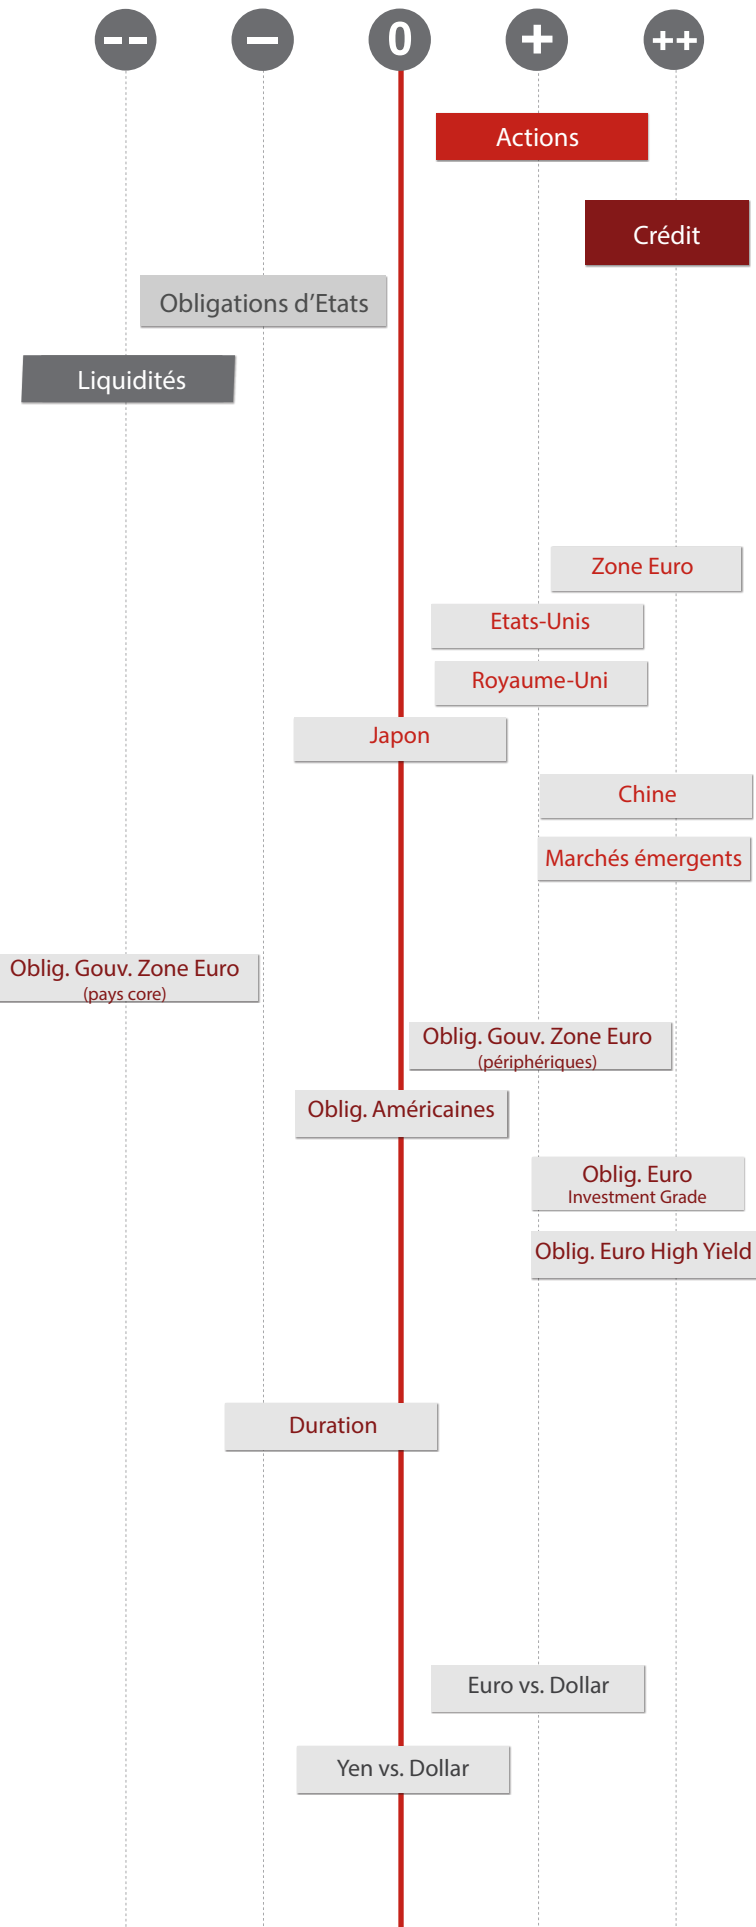 -- - 0 + ++
Actions
Crédit
Obligations d’Etats
Liquidités
Zone Euro
Etats-Unis
Royaume-Uni
Japon
Chine
Marchés émergents
Oblig. Gouv. Zone Euro
(pays core)
Oblig. Gouv. Zone Euro
(périphériques)
Oblig. Américaines
Oblig. Euro
Investment Grade
Oblig. Euro High Yield
Duration
Euro vs. Dollar
Yen vs. Dollar